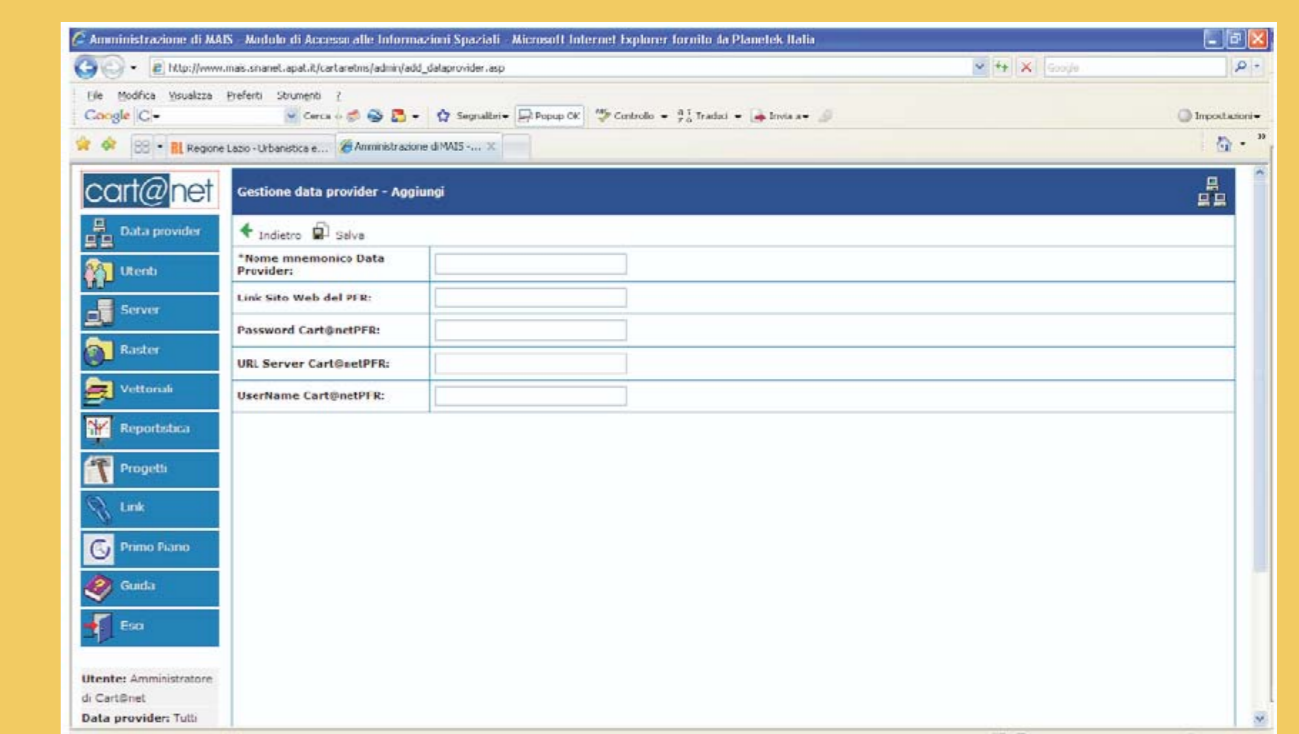 Amministrazione di MAIS - Modulo di Accesso alle Informazioni Spaziali - Microsoft Internet Explorer fornito da Planetek Italia
http://www.mais.sinanet.apat.it/cartanetms/admin/add_dataprovider.asp
Google
File Modifica Visualizza Preferiti Strumenti ?
Google G Cerca Segnalibri Popup OK Controllo Traduci Invia a Impostazioni
RL Regione Lazio - Urbanistica e... Amministrazione di MAIS -... X
cart@net
Gestione data provider - Aggiungi
Data provider
Indietro Salva
*Nome mnemonico Data
Provider:
Link Sito Web del PFR:
Password Cart@netPFR:
URL Server Cart@netPFR:
UserName Cart@netPFR:
Utenti
Server
Raster
Vettoriali
Reportistica
Progetti
Link
Primo Piano
Guida
Esci
Utente: Amministratore
di Cart@net
Data provider: Tutti